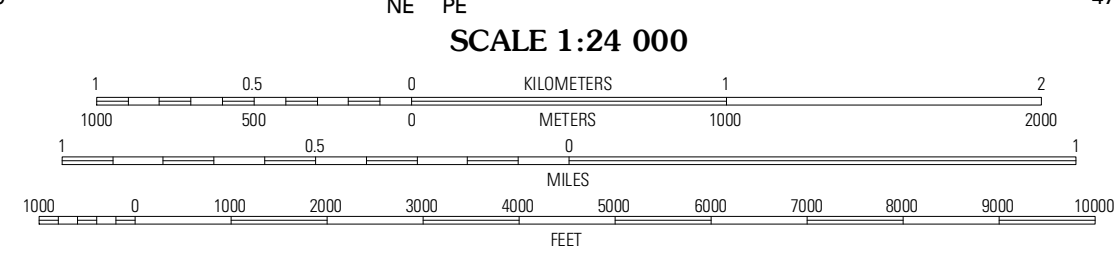 NE PE
SCALE 1:24 000
1 0.5 0 KILOMETERS 1 2
1000 500 0 METERS 1000 2000
1 0.5 0 1
MILES
1000 0 1000 2000 3000 4000 5000 6000 7000 8000 9000 10000
FEET